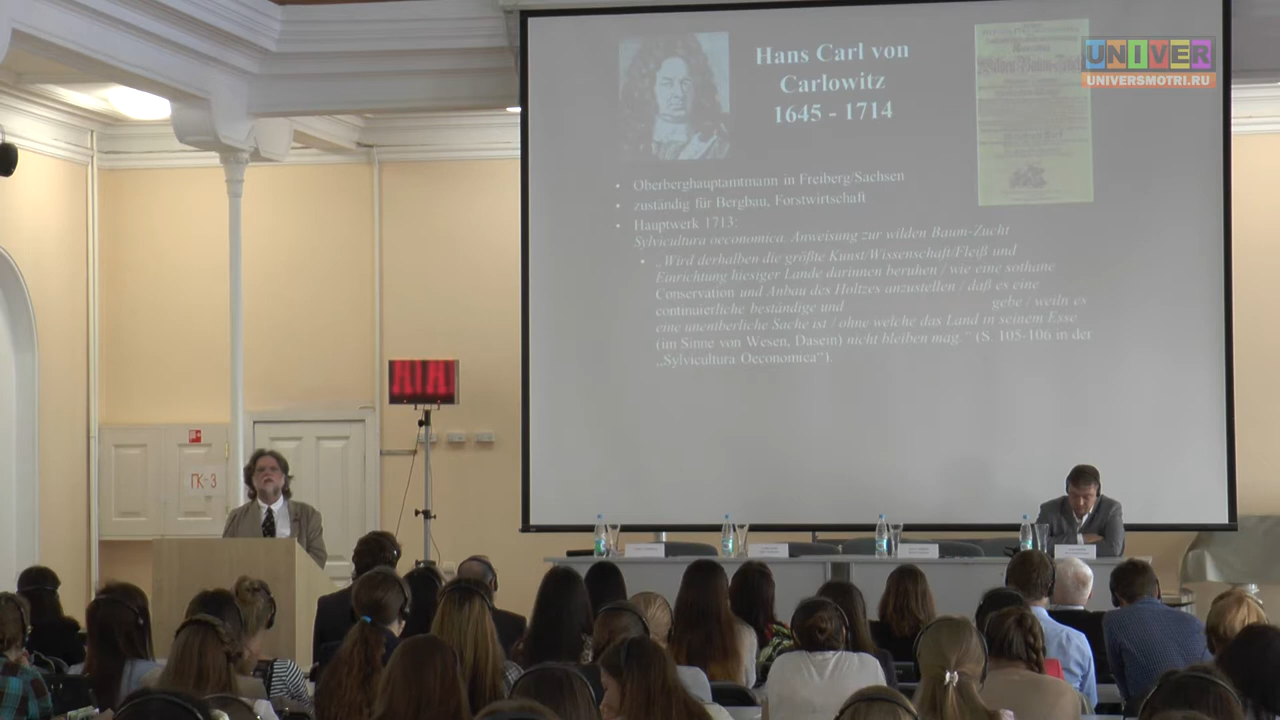 UNIVER
UNIVERSMOTRI.RU
Hans Carl von
Carlowitz
1645 - 1714
• Oberberghauptamtmann in Freiberg/Sachsen
• zuständig für Bergbau, Forstwirtschaft
• Hauptwerk 1713:
Sylvicultura oeconomica. Anweisung zur wilden Baum-Zucht
• „Wird derhalben die größte Kunst/Wissenschaft/Fleiß und
Einrichtung hiesiger Lande darinnen beruhen / wie eine sothane
Conservation und Anbau des Holtzes anzustellen / daß es eine
continuierliche beständige und gebe / weiln es
eine unentberliche Sache ist / ohne welche das Land in seinem Esse
(im Sinne von Wesen, Dasein) nicht bleiben mag." (S. 105-106 in der
„Sylvicultura Oeconomica").
ГК-3